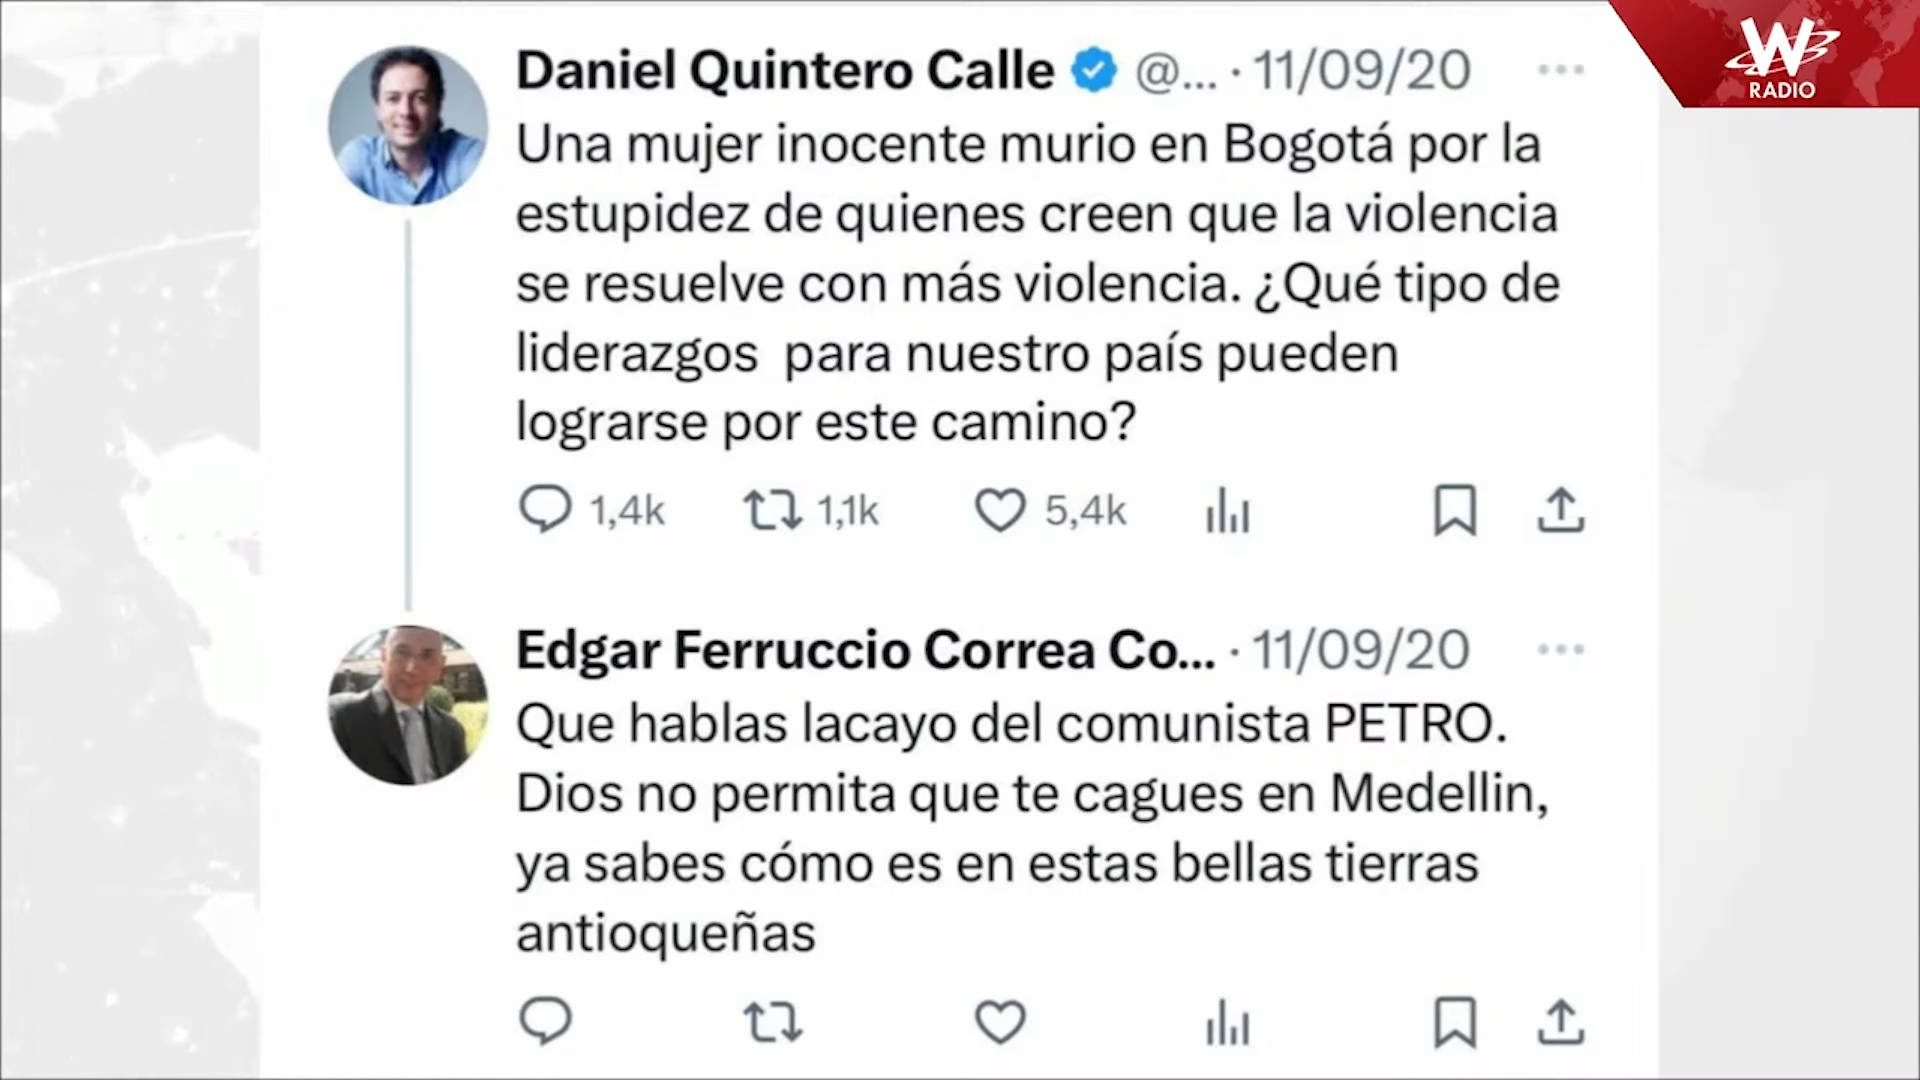 Daniel Quintero Calle @... · 11/09/20
Una mujer inocente murio en Bogotá por la
estupidez de quienes creen que la violencia
se resuelve con más violencia. ¿Qué tipo de
liderazgos para nuestro país pueden
lograrse por este camino?
1,4k 1,1k 5,4k
Edgar Ferruccio Correa Co... · 11/09/20
Que hablas lacayo del comunista PETRO.
Dios no permita que te cagues en Medellin,
ya sabes cómo es en estas bellas tierras
antioqueñas
W
RADIO